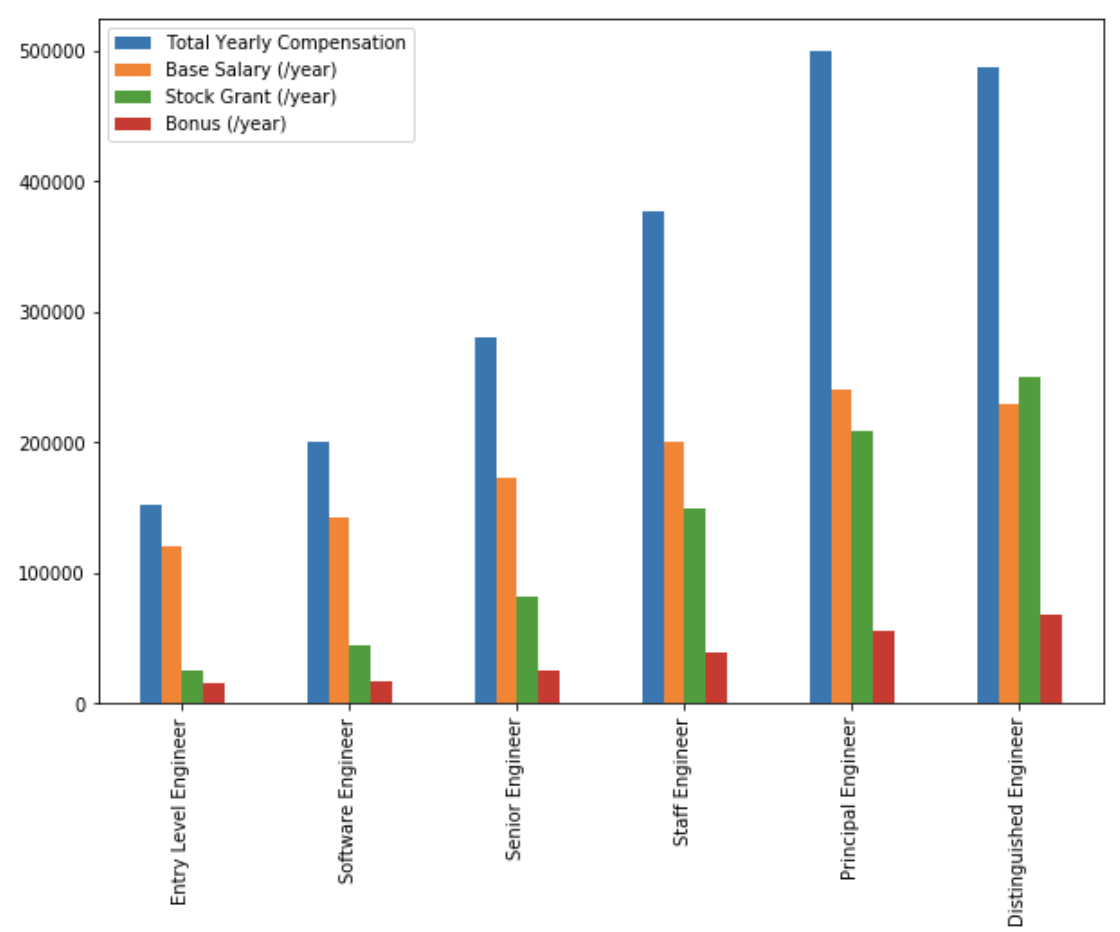 Total Yearly Compensation
Base Salary (/year)
Stock Grant (/year)
Bonus (/year)
500000
400000
300000
200000
100000
0
Entry Level Engineer
Software Engineer
Senior Engineer
Staff Engineer
Principal Engineer
Distinguished Engineer